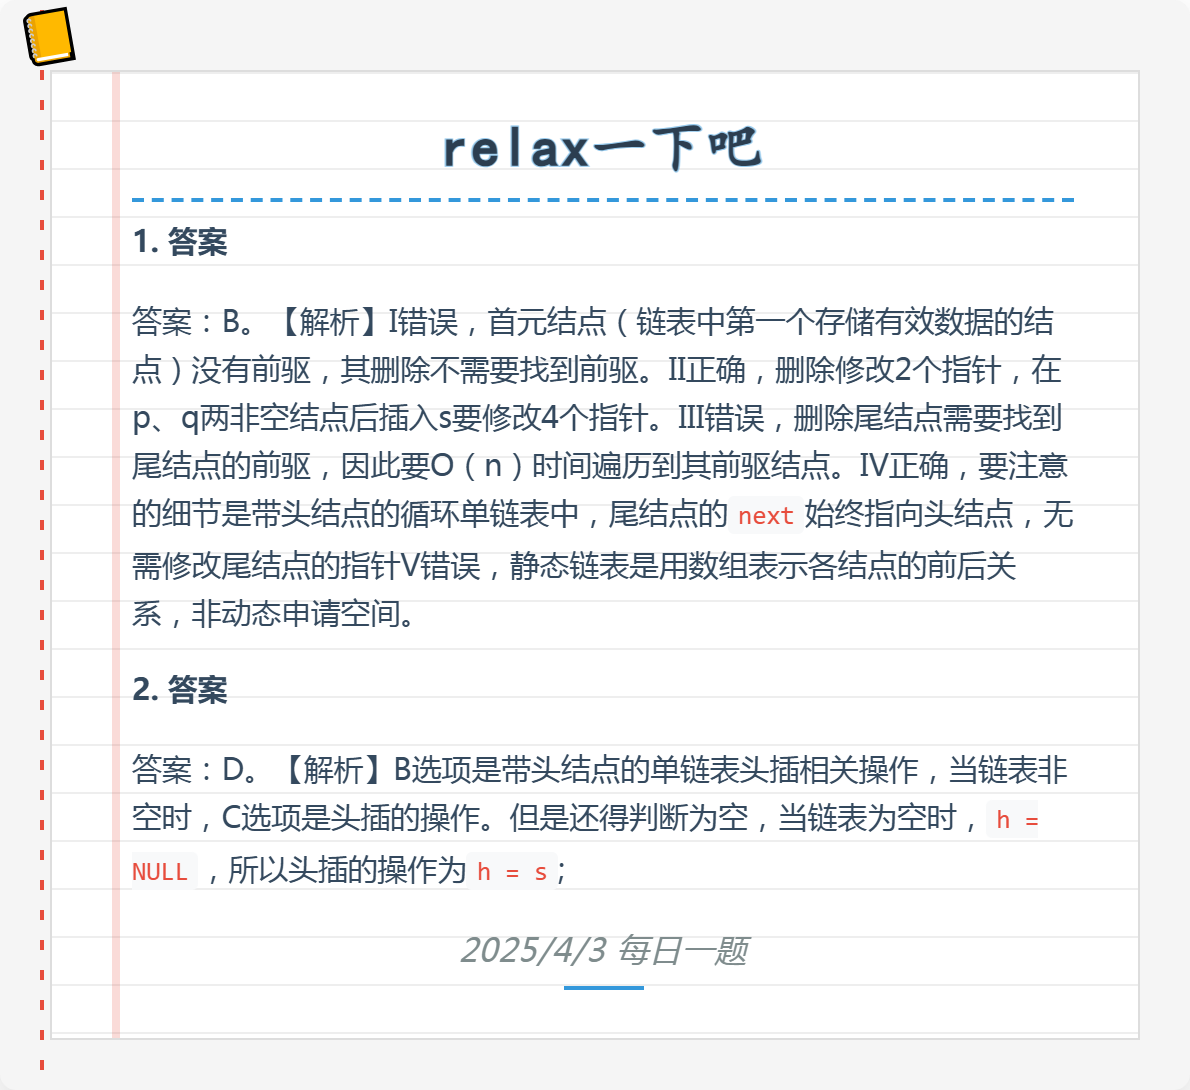 relax一下吧
1. 答案
答案：B。【解析】I错误，首元结点（链表中第一个存储有效数据的结
点）没有前驱，其删除不需要找到前驱。II正确，删除修改2个指针，在
p、q两非空结点后插入s要修改4个指针。III错误，删除尾结点需要找到
尾结点的前驱，因此要O（n）时间遍历到其前驱结点。IV正确，要注意
的细节是带头结点的循环单链表中，尾结点的 next 始终指向头结点，无
需修改尾结点的指针V错误，静态链表是用数组表示各结点的前后关
系，非动态申请空间。
2. 答案
答案：D。【解析】B选项是带头结点的单链表头插相关操作，当链表非
空时，C选项是头插的操作。但是还得判断为空，当链表为空时， h =
NULL ，所以头插的操作为 h = s ;
2025/4/3 每日一题